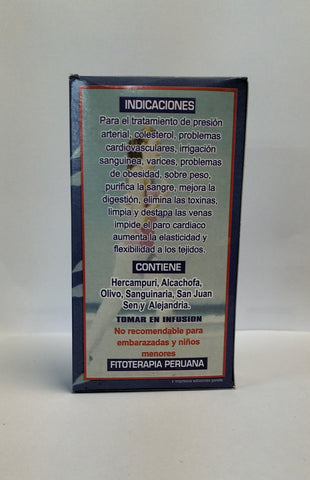 INDICACIONES
Para el tratamiento de presión
arterial, colesterol, problemas
cardiovasculares, irrigación
sanguinea, varices, problemas
de obesidad, sobre peso,
purifica la sangre, mejora la
digestión, elimina las toxinas,
limpia y destapa las venas
impide el paro cardiaco
aumenta la elasticidad y
flexibilidad a los tejidos.
CONTIENE
Hercampuri, Alcachofa,
Olivo, Sanguinaria, San Juan
Sen y Alejandría.
TOMAR EN INFUSION
No recomendable para
embarazadas y niños
menores
FITOTERAPIA PERUANA